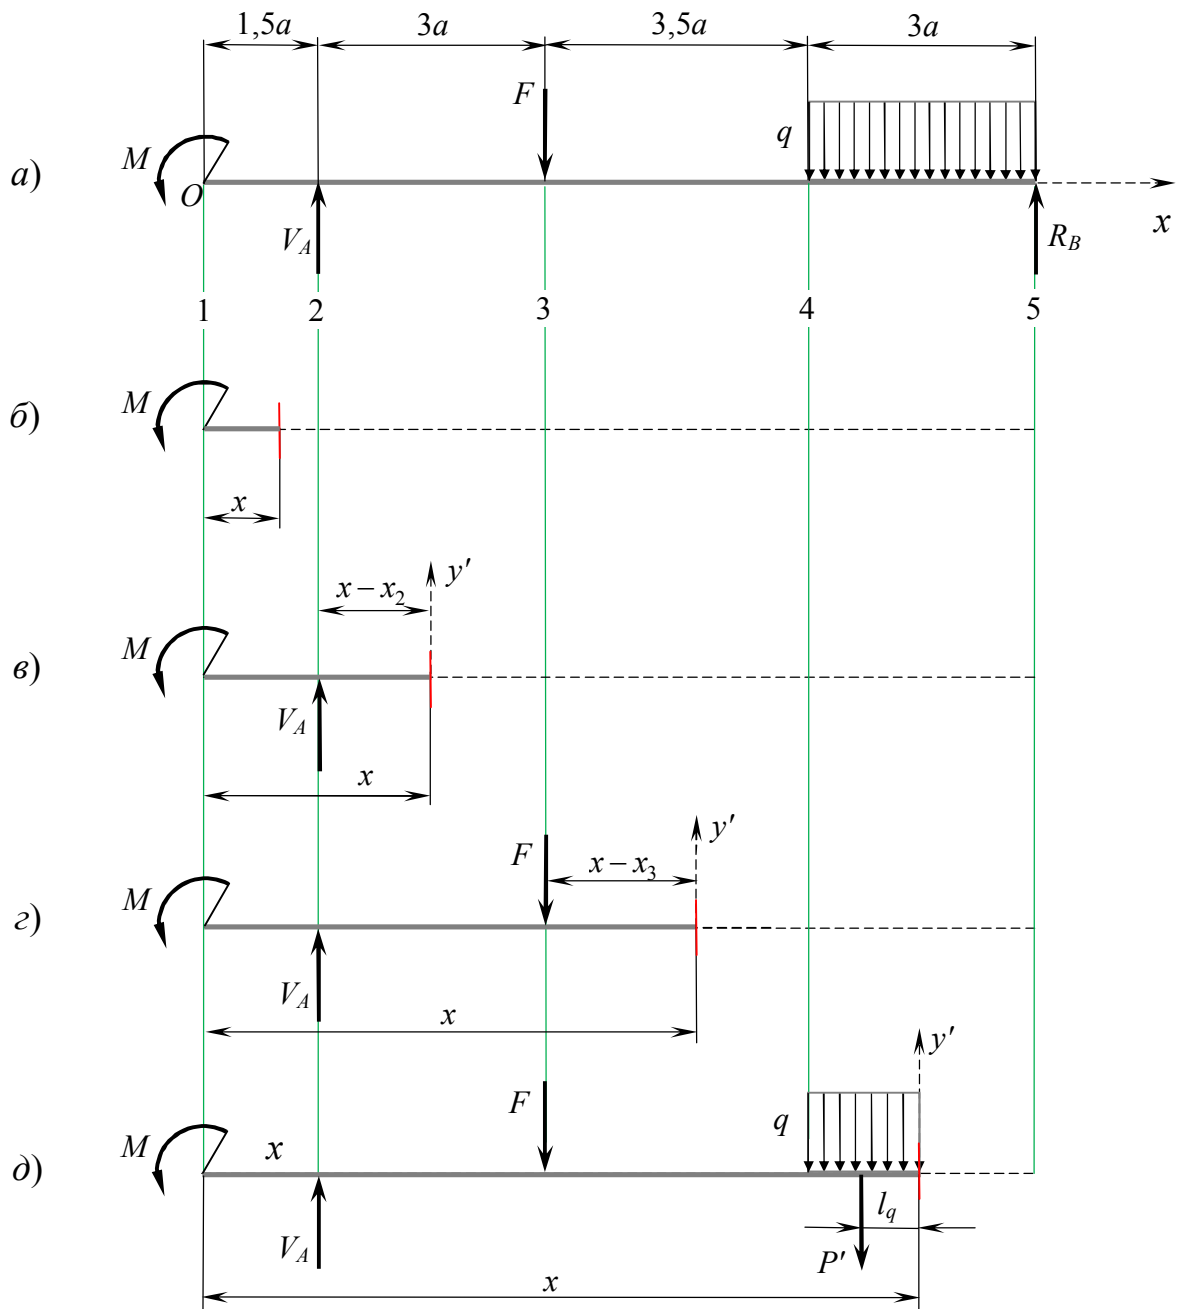 1,5a 3a 3,5a 3a
F
q
M
а)
O
V_A
R_B
x
1 2 3 4 5
M
б)
x
y′
x − x_2
M
в)
V_A
x
y′
F
x − x_3
M
г)
V_A
x
y′
F
q
M
x
д)
l_q
V_A
P′
x